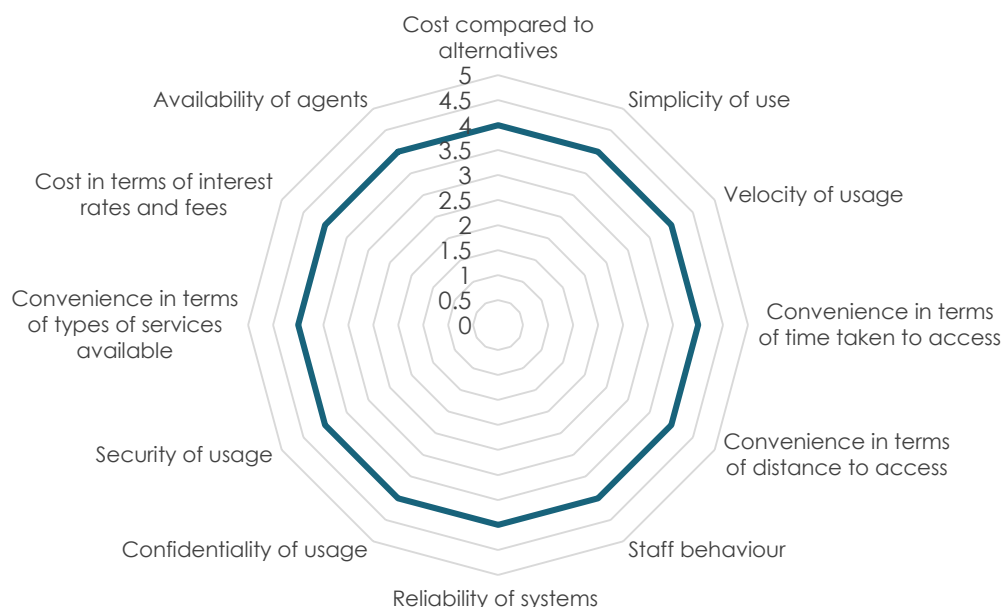 Cost compared to
alternatives
5
4.5
4
3.5
3
2.5
2
1.5
1
0.5
0
Simplicity of use
Velocity of usage
Convenience in terms
of time taken to access
Convenience in terms
of distance to access
Staff behaviour
Reliability of systems
Confidentiality of usage
Security of usage
Convenience in terms
of types of services
available
Cost in terms of interest
rates and fees
Availability of agents